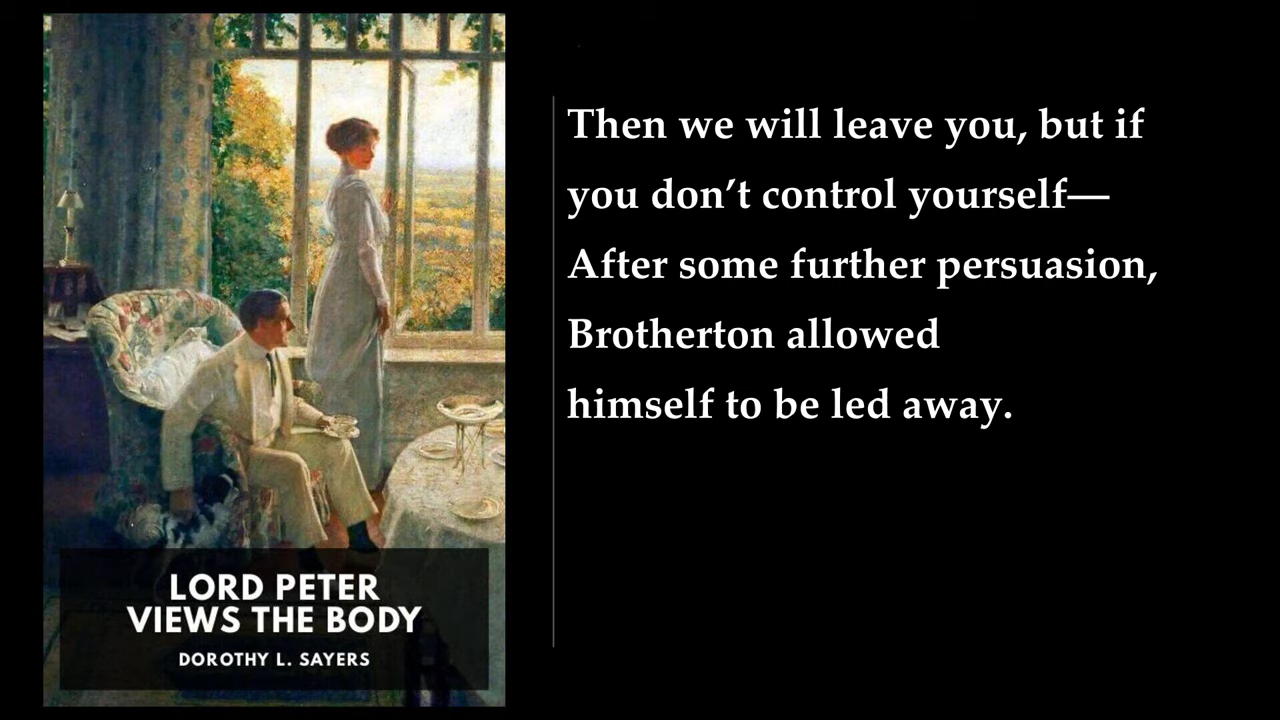 Then we will leave you, but if
you don’t control yourself—
After some further persuasion,
Brotherton allowed
himself to be led away.
LORD PETER
VIEWS THE BODY
DOROTHY L. SAYERS